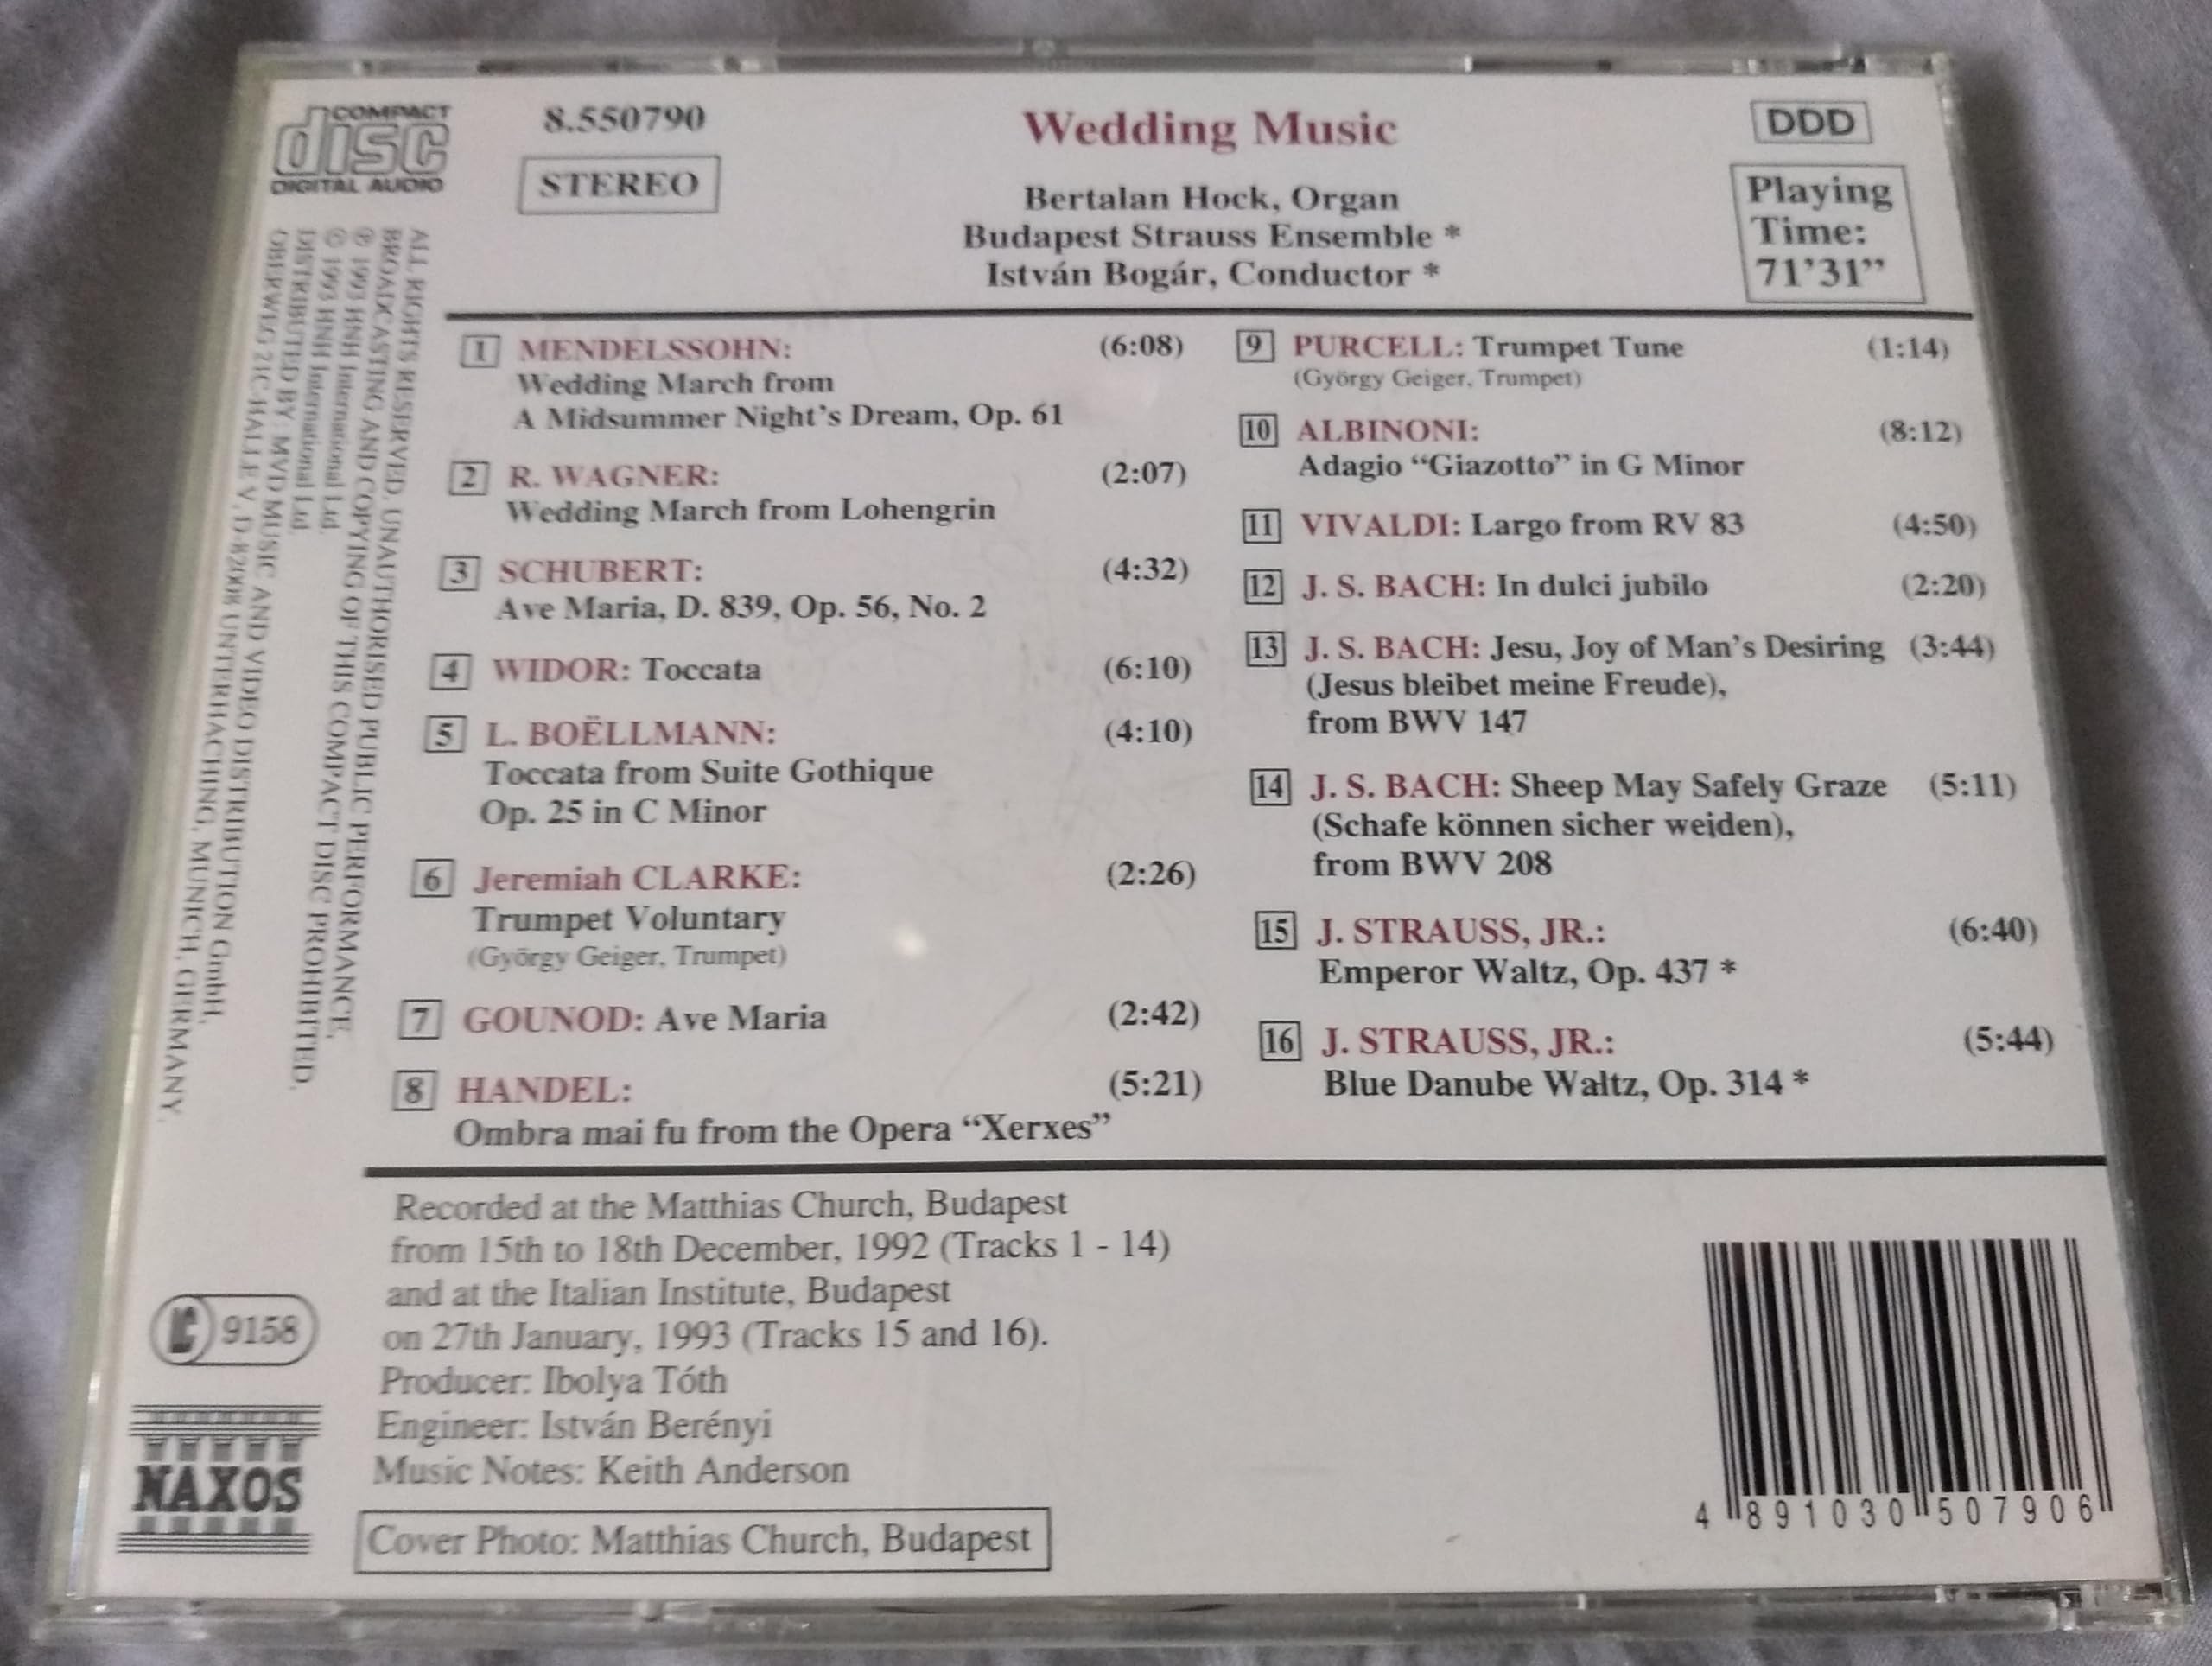 COMPACT
disc
DIGITAL AUDIO
8.550790
STEREO
Wedding Music
Bertalan Hock, Organ
Budapest Strauss Ensemble *
István Bogár, Conductor *
DDD
Playing
Time:
71’31”
ALL RIGHTS RESERVED. UNAUTHORISED PUBLIC PERFORMANCE,
BROADCASTING AND COPYING OF THIS COMPACT DISC PROHIBITED.
℗ 1993 HNH International Ltd.
© 1993 HNH International Ltd.
DISTRIBUTED BY: MVD MUSIC AND VIDEO DISTRIBUTION GmbH,
OBERWEG 21C-HALLE V, D-82008 UNTERHACHING, MUNICH, GERMANY.
1 MENDELSSOHN: (6:08)
Wedding March from
A Midsummer Night’s Dream, Op. 61
2 R. WAGNER: (2:07)
Wedding March from Lohengrin
3 SCHUBERT: (4:32)
Ave Maria, D. 839, Op. 56, No. 2
4 WIDOR: Toccata (6:10)
5 L. BOËLLMANN: (4:10)
Toccata from Suite Gothique
Op. 25 in C Minor
6 Jeremiah CLARKE: (2:26)
Trumpet Voluntary
(György Geiger, Trumpet)
7 GOUNOD: Ave Maria (2:42)
8 HANDEL: (5:21)
Ombra mai fu from the Opera “Xerxes”
9 PURCELL: Trumpet Tune (1:14)
(György Geiger, Trumpet)
10 ALBINONI: (8:12)
Adagio “Giazotto” in G Minor
11 VIVALDI: Largo from RV 83 (4:50)
12 J. S. BACH: In dulci jubilo (2:20)
13 J. S. BACH: Jesu, Joy of Man’s Desiring (3:44)
(Jesus bleibet meine Freude),
from BWV 147
14 J. S. BACH: Sheep May Safely Graze (5:11)
(Schafe können sicher weiden),
from BWV 208
15 J. STRAUSS, JR.: (6:40)
Emperor Waltz, Op. 437 *
16 J. STRAUSS, JR.: (5:44)
Blue Danube Waltz, Op. 314 *
Recorded at the Matthias Church, Budapest
from 15th to 18th December, 1992 (Tracks 1 - 14)
and at the Italian Institute, Budapest
on 27th January, 1993 (Tracks 15 and 16).
Producer: Ibolya Tóth
Engineer: István Berényi
Music Notes: Keith Anderson
Cover Photo: Matthias Church, Budapest
LC 9158
NAXOS
4 891030 507906